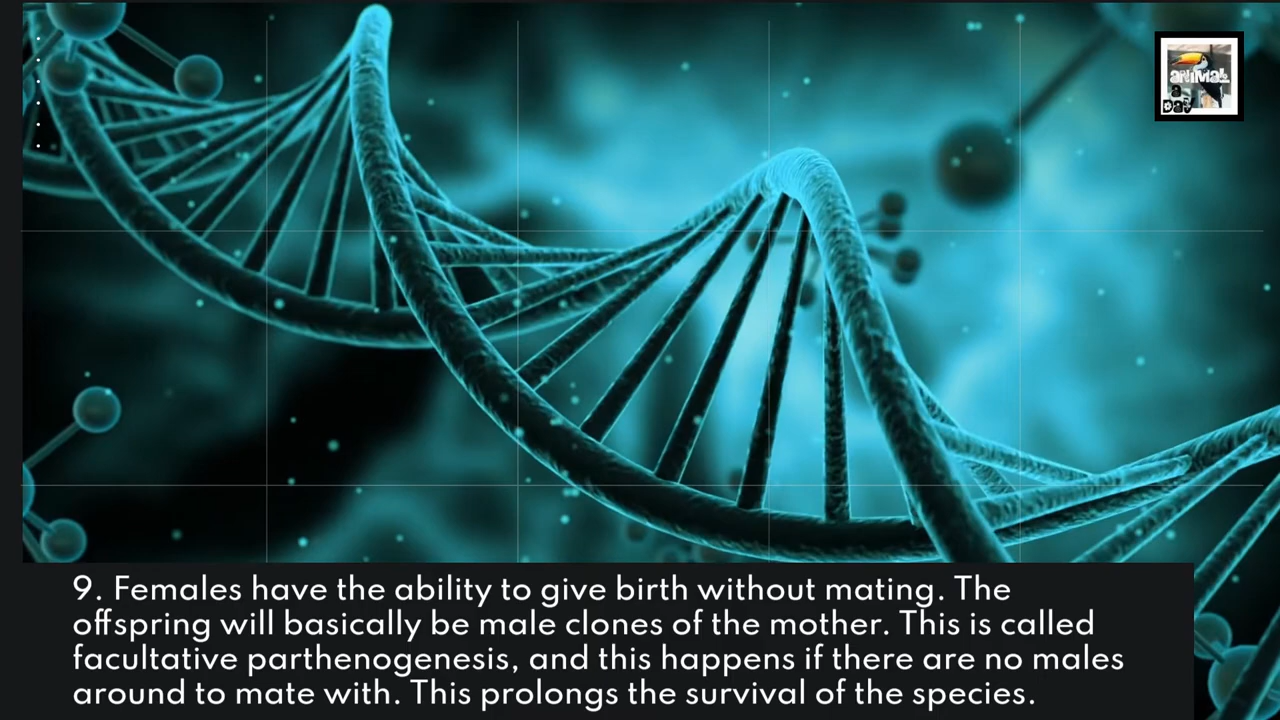 ANIMAL
a
DAY
9. Females have the ability to give birth without mating. The
offspring will basically be male clones of the mother. This is called
facultative parthenogenesis, and this happens if there are no males
around to mate with. This prolongs the survival of the species.